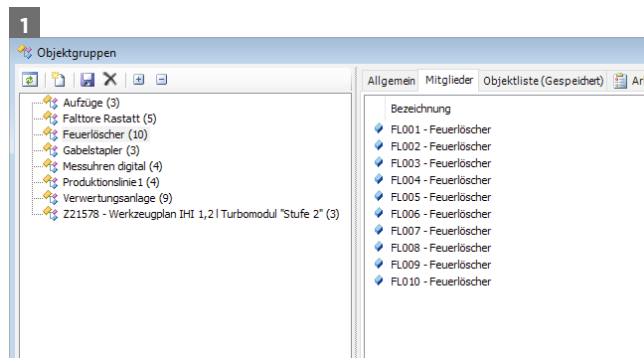 1
Objektgruppen
Allgemein Mitglieder Objektliste (Gespeichert)
Aufzüge (3)
Falttore Rastatt (5)
Feuerlöscher (10)
Gabelstapler (3)
Messuhren digital (4)
Produktionslinie1 (4)
Verwertungsanlage (9)
Z21578 - Werkzeugplan IHI 1,2 l Turbomodul "Stufe 2" (3)
Bezeichnung
FL001 - Feuerlöscher
FL002 - Feuerlöscher
FL003 - Feuerlöscher
FL004 - Feuerlöscher
FL005 - Feuerlöscher
FL006 - Feuerlöscher
FL007 - Feuerlöscher
FL008 - Feuerlöscher
FL009 - Feuerlöscher
FL010 - Feuerlöscher